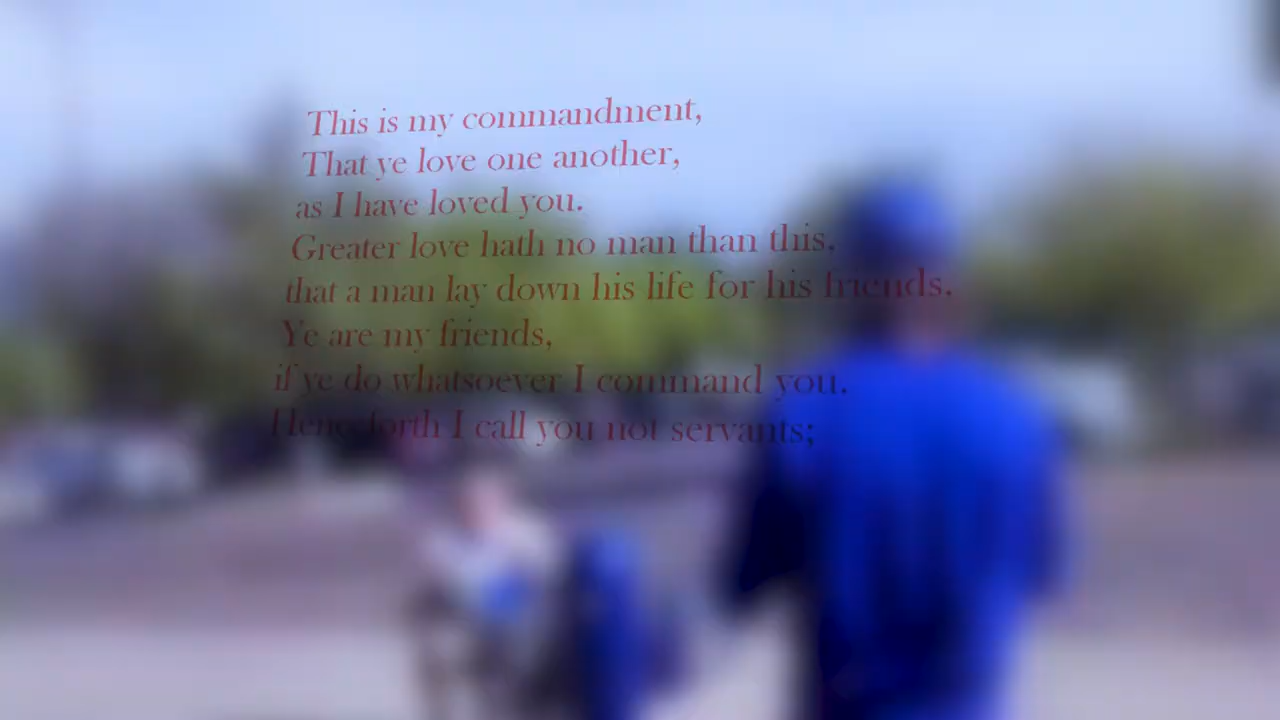 This is my commandment,
That ye love one another,
as I have loved you.
Greater love hath no man than this,
that a man lay down his life for his friends.
Ye are my friends,
if ye do whatsoever I command you.
Henceforth I call you not servants;